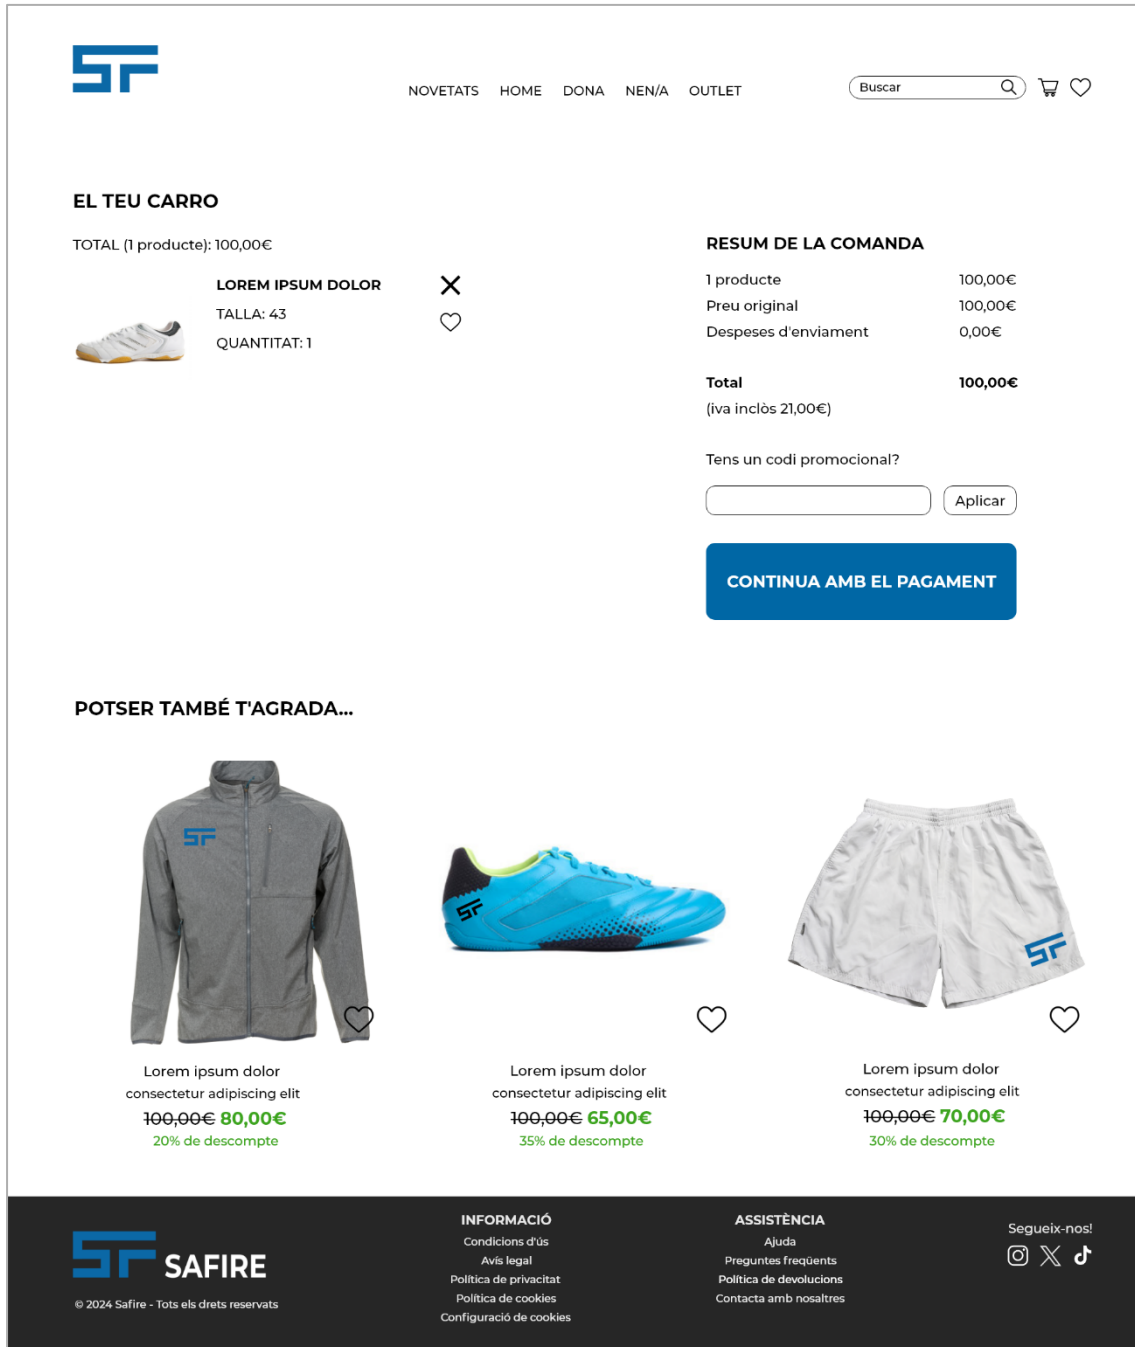 SF
NOVETATS HOME DONA NEN/A OUTLET
Buscar
EL TEU CARRO
TOTAL (1 producte): 100,00€
LOREM IPSUM DOLOR
TALLA: 43
QUANTITAT: 1
RESUM DE LA COMANDA
1 producte 100,00€
Preu original 100,00€
Despeses d'enviament 0,00€
Total 100,00€
(iva inclòs 21,00€)
Tens un codi promocional?
Aplicar
CONTINUA AMB EL PAGAMENT
POTSER TAMBÉ T'AGRADA...
SF
SF
SF
Lorem ipsum dolor
consectetur adipiscing elit
100,00€ 80,00€
20% de descompte
Lorem ipsum dolor
consectetur adipiscing elit
100,00€ 65,00€
35% de descompte
Lorem ipsum dolor
consectetur adipiscing elit
100,00€ 70,00€
30% de descompte
SF SAFIRE
© 2024 Safire - Tots els drets reservats
INFORMACIÓ
Condicions d'ús
Avís legal
Política de privacitat
Política de cookies
Configuració de cookies
ASSISTÈNCIA
Ajuda
Preguntes freqüents
Política de devolucions
Contacta amb nosaltres
Segueix-nos!